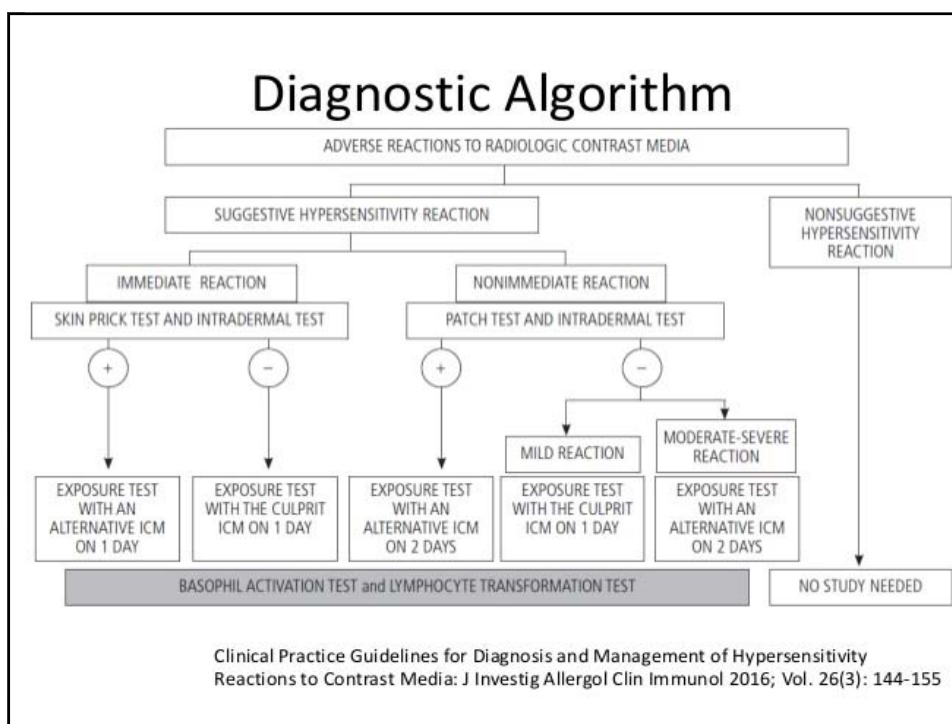 Diagnostic Algorithm
ADVERSE REACTIONS TO RADIOLOGIC CONTRAST MEDIA
SUGGESTIVE HYPERSENSITIVITY REACTION
NONSUGGESTIVE
HYPERSENSITIVITY
REACTION
IMMEDIATE REACTION
NONIMMEDIATE REACTION
SKIN PRICK TEST AND INTRADERMAL TEST
PATCH TEST AND INTRADERMAL TEST
+
−
+
−
MILD REACTION
MODERATE-SEVERE
REACTION
EXPOSURE TEST
WITH AN
ALTERNATIVE ICM
ON 1 DAY
EXPOSURE TEST
WITH THE CULPRIT
ICM ON 1 DAY
EXPOSURE TEST
WITH AN
ALTERNATIVE ICM
ON 2 DAYS
EXPOSURE TEST
WITH THE CULPRIT
ICM ON 1 DAY
EXPOSURE TEST
WITH AN
ALTERNATIVE ICM
ON 2 DAYS
BASOPHIL ACTIVATION TEST and LYMPHOCYTE TRANSFORMATION TEST
NO STUDY NEEDED
Clinical Practice Guidelines for Diagnosis and Management of Hypersensitivity
Reactions to Contrast Media: J Investig Allergol Clin Immunol 2016; Vol. 26(3): 144-155